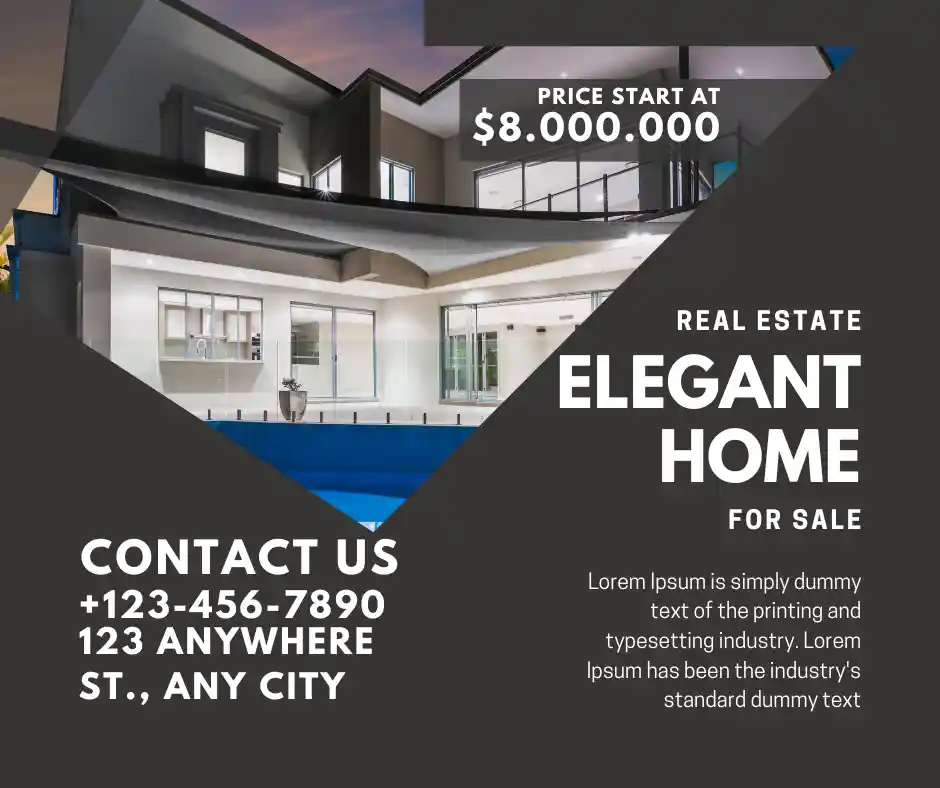 PRICE START AT
$8.000.000
REAL ESTATE
ELEGANT
HOME
FOR SALE
CONTACT US
+123-456-7890
123 ANYWHERE
ST., ANY CITY
Lorem Ipsum is simply dummy
text of the printing and
typesetting industry. Lorem
Ipsum has been the industry's
standard dummy text